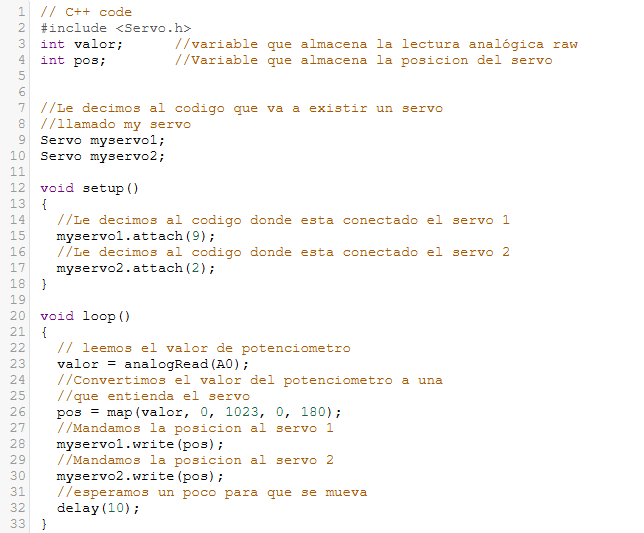 1 // C++ code
2 #include <Servo.h>
3 int valor;      //variable que almacena la lectura analógica raw
4 int pos;        //Variable que almacena la posicion del servo
5
6
7 //Le decimos al codigo que va a existir un servo
8 //llamado my servo
9 Servo myservo1;
10 Servo myservo2;
11
12 void setup()
13 {
14   //Le decimos al codigo donde esta conectado el servo 1
15   myservo1.attach(9);
16   //Le decimos al codigo donde esta conectado el servo 2
17   myservo2.attach(2);
18 }
19
20 void loop()
21 {
22   // leemos el valor de potenciometro
23   valor = analogRead(A0);
24   //Convertimos el valor del potenciometro a una
25   //que entienda el servo
26   pos = map(valor, 0, 1023, 0, 180);
27   //Mandamos la posicion al servo 1
28   myservo1.write(pos);
29   //Mandamos la posicion al servo 2
30   myservo2.write(pos);
31   //esperamos un poco para que se mueva
32   delay(10);
33 }